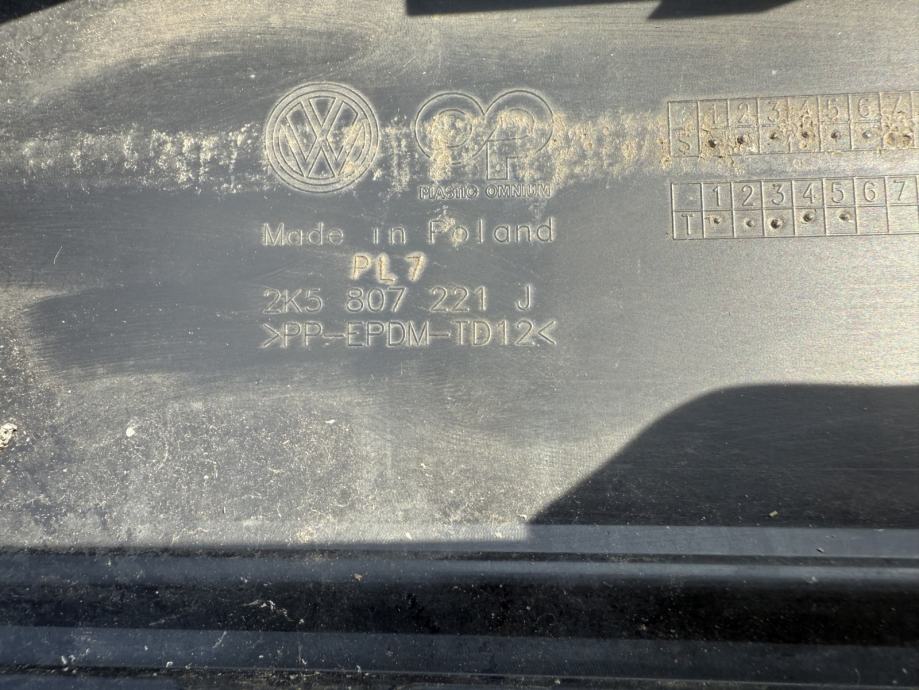 VW
PLASTIC OMNIUM
Made in Poland
PL7
2K5 807 221 J
>PP-EPDM-TD12<
S 1 2 3 4 5 6
T 1 2 3 4 5 6 7